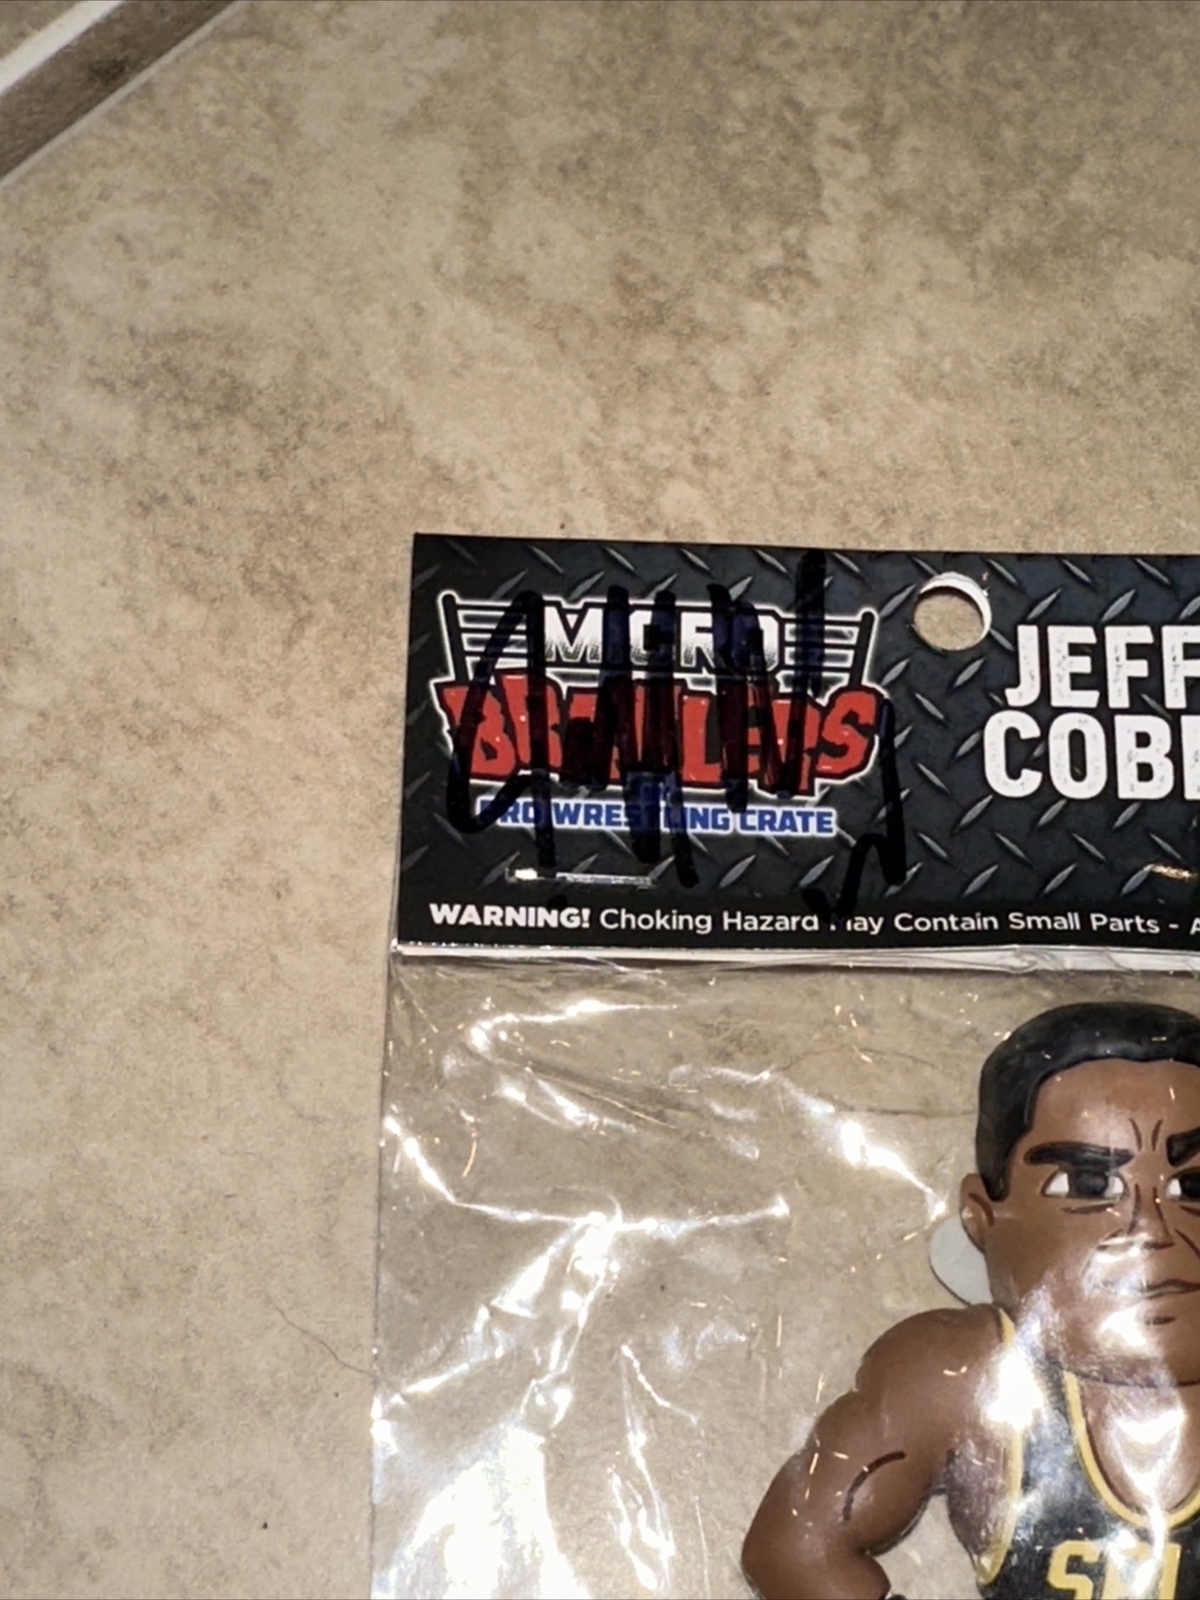 MICRO
BRAWLERS
PRO WRESTLING CRATE
JEFF
COBB
WARNING! Choking Hazard May Contain Small Parts -